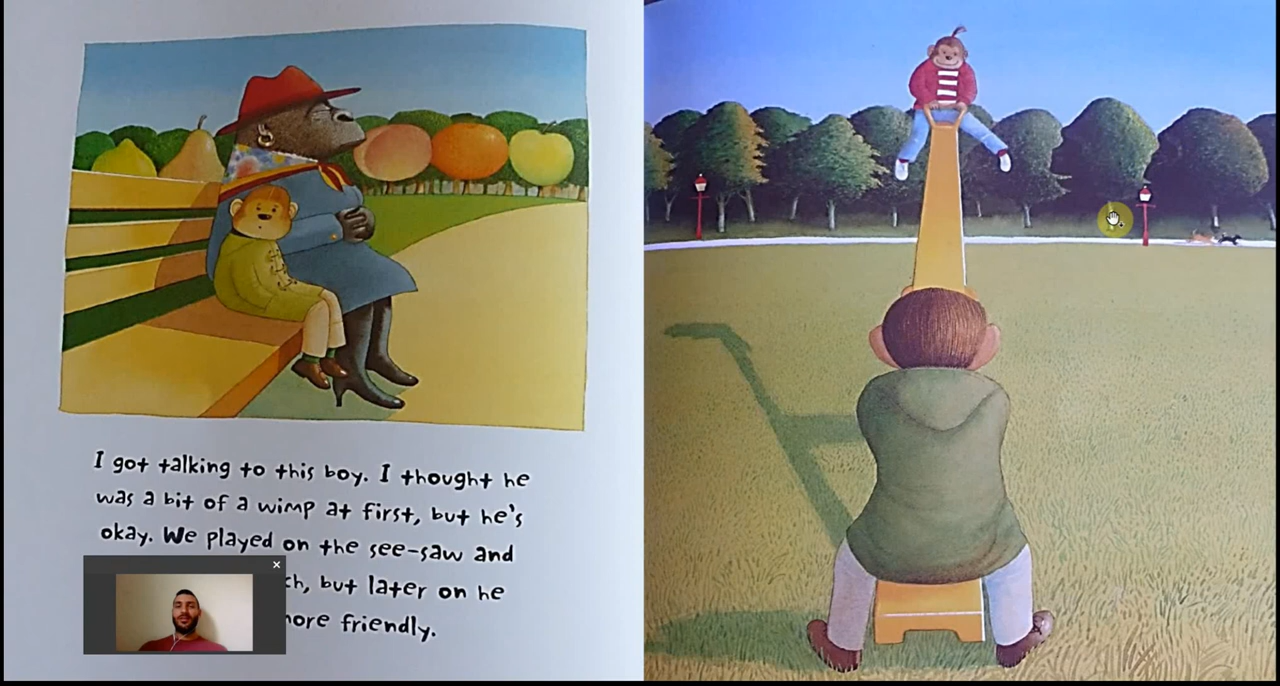 I got talking to this boy. I thought he
was a bit of a wimp at first, but he's
okay. We played on the see-saw and
ch, but later on he
more friendly.